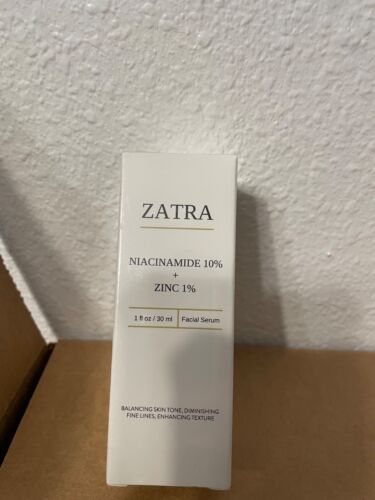 ZATRA
NIACINAMIDE 10%
+
ZINC 1%
1 fl oz / 30 ml Facial Serum
BALANCING SKIN TONE, DIMINISHING
FINE LINES, ENHANCING TEXTURE